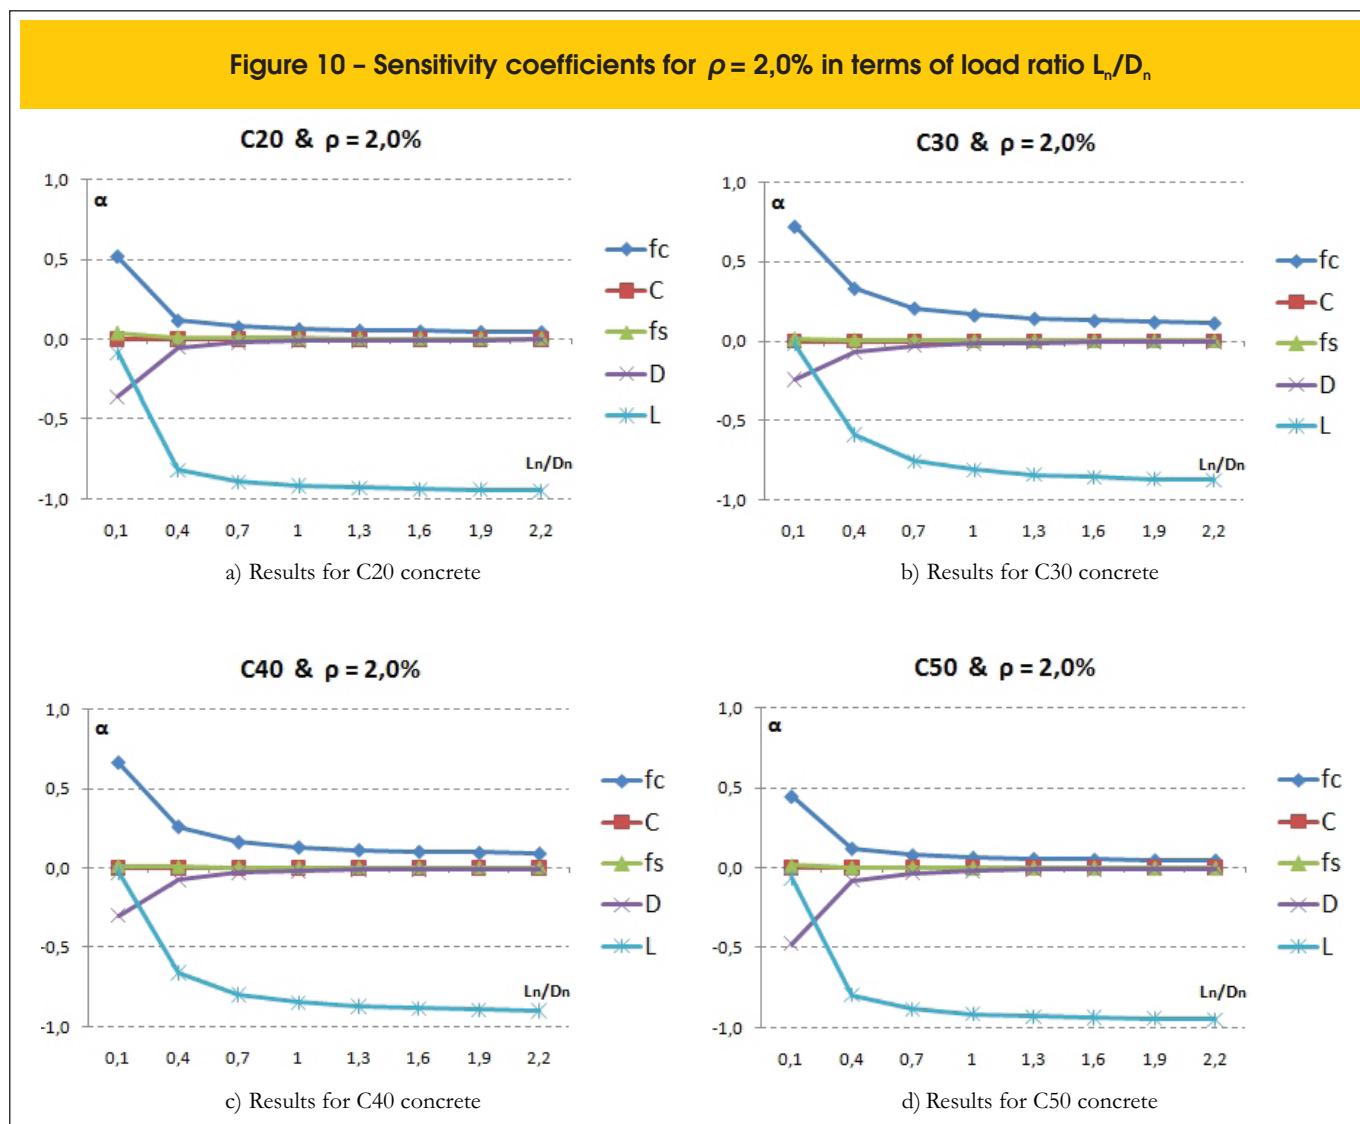 Figure 10 – Sensitivity coefficients for ρ = 2,0% in terms of load ratio Ln/Dn
C20 & ρ = 2,0%
1,0
α
0,5
0,0
-0,5
-1,0
fc
C
fs
D
L
Ln/Dn
0,1 0,4 0,7 1 1,3 1,6 1,9 2,2
a) Results for C20 concrete
C30 & ρ = 2,0%
1,0
α
0,5
0,0
-0,5
-1,0
fc
C
fs
D
L
Ln/Dn
0,1 0,4 0,7 1 1,3 1,6 1,9 2,2
b) Results for C30 concrete
C40 & ρ = 2,0%
1,0
α
0,5
0,0
-0,5
-1,0
fc
C
fs
D
L
Ln/Dn
0,1 0,4 0,7 1 1,3 1,6 1,9 2,2
c) Results for C40 concrete
C50 & ρ = 2,0%
1,0
α
0,5
0,0
-0,5
-1,0
fc
C
fs
D
L
Ln/Dn
0,1 0,4 0,7 1 1,3 1,6 1,9 2,2
d) Results for C50 concrete